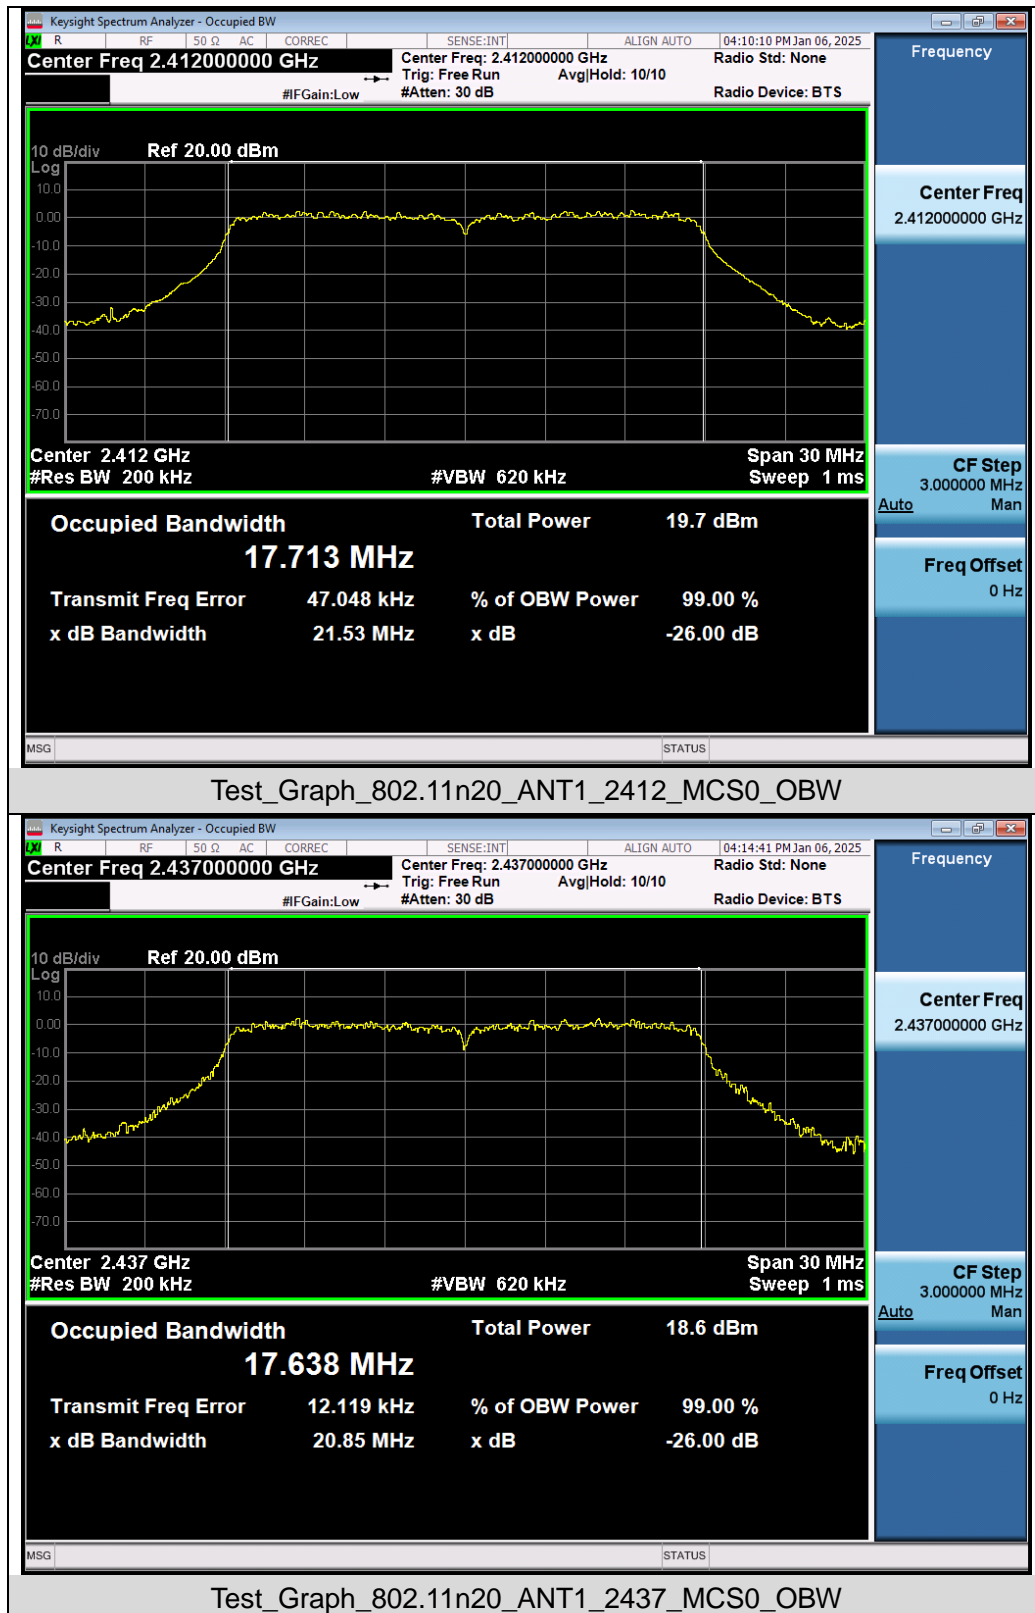 Keysight Spectrum Analyzer - Occupied BW
LXI R RF 50 Ω AC CORREC SENSE:INT ALIGN AUTO 04:10:10 PM Jan 06, 2025
Center Freq 2.412000000 GHz
Center Freq: 2.412000000 GHz
Radio Std: None
Trig: Free Run Avg|Hold: 10/10
#IFGain:Low
#Atten: 30 dB
Radio Device: BTS
Frequency
10 dB/div Ref 20.00 dBm
Log
10.0
0.00
-10.0
-20.0
-30.0
-40.0
-50.0
-60.0
-70.0
Center Freq
2.412000000 GHz
Center 2.412 GHz Span 30 MHz
#Res BW 200 kHz #VBW 620 kHz Sweep 1 ms
CF Step
3.000000 MHz
Auto Man
Freq Offset
0 Hz
Occupied Bandwidth Total Power 19.7 dBm
17.713 MHz
Transmit Freq Error 47.048 kHz % of OBW Power 99.00 %
x dB Bandwidth 21.53 MHz x dB -26.00 dB
MSG STATUS
Test_Graph_802.11n20_ANT1_2412_MCS0_OBW
Keysight Spectrum Analyzer - Occupied BW
LXI R RF 50 Ω AC CORREC SENSE:INT ALIGN AUTO 04:14:41 PM Jan 06, 2025
Center Freq 2.437000000 GHz
Center Freq: 2.437000000 GHz
Radio Std: None
Trig: Free Run Avg|Hold: 10/10
#IFGain:Low
#Atten: 30 dB
Radio Device: BTS
Frequency
10 dB/div Ref 20.00 dBm
Log
10.0
0.00
-10.0
-20.0
-30.0
-40.0
-50.0
-60.0
-70.0
Center Freq
2.437000000 GHz
Center 2.437 GHz Span 30 MHz
#Res BW 200 kHz #VBW 620 kHz Sweep 1 ms
CF Step
3.000000 MHz
Auto Man
Freq Offset
0 Hz
Occupied Bandwidth Total Power 18.6 dBm
17.638 MHz
Transmit Freq Error 12.119 kHz % of OBW Power 99.00 %
x dB Bandwidth 20.85 MHz x dB -26.00 dB
MSG STATUS
Test_Graph_802.11n20_ANT1_2437_MCS0_OBW